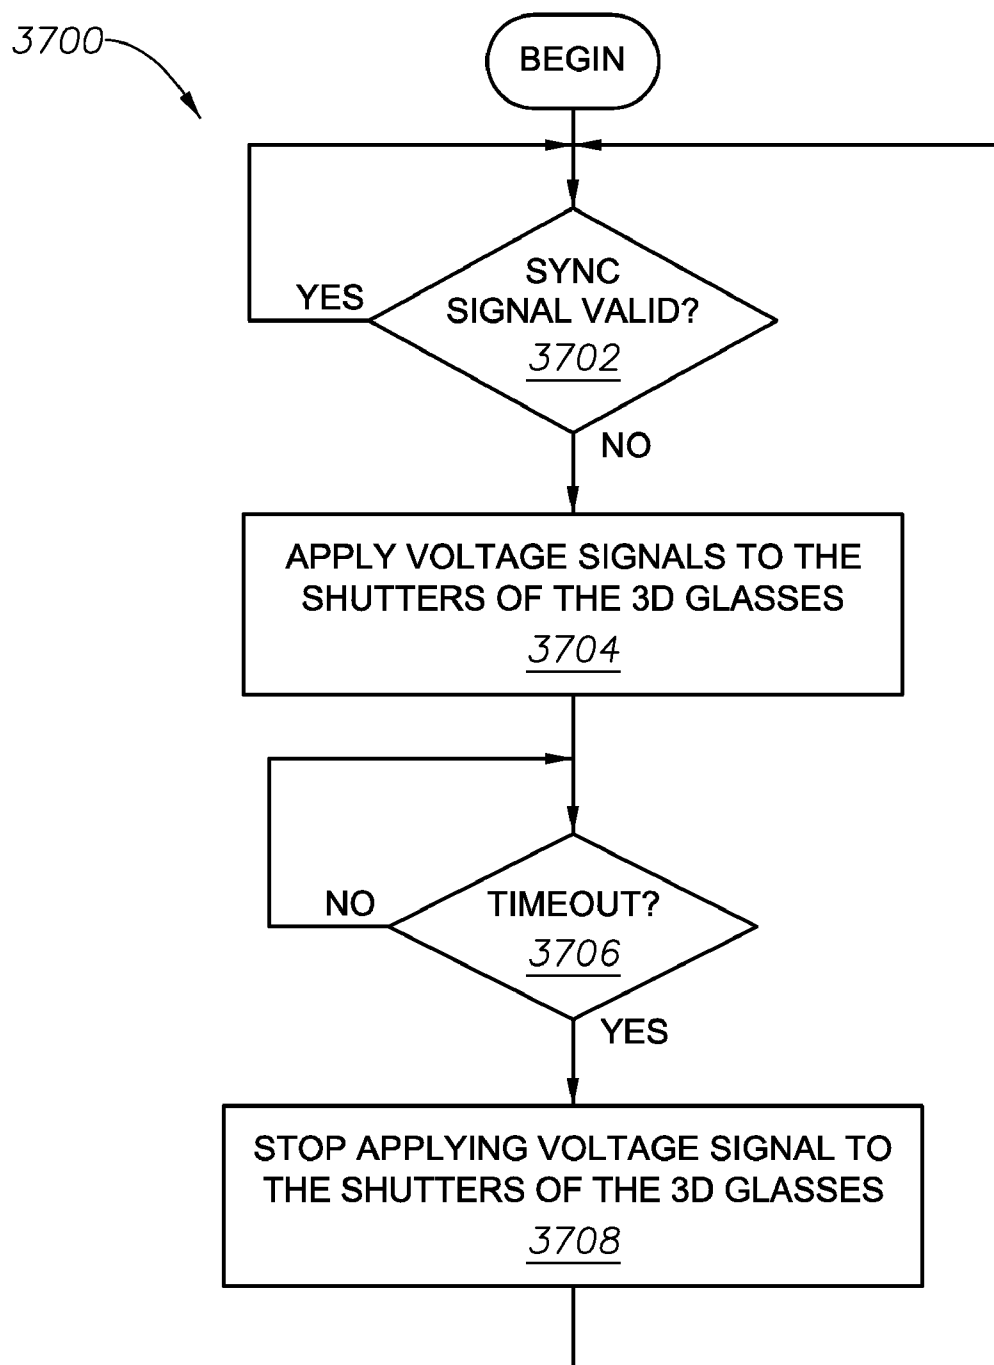 3700
BEGIN
SYNC
SIGNAL VALID?
3702
YES
NO
APPLY VOLTAGE SIGNALS TO THE
SHUTTERS OF THE 3D GLASSES
3704
TIMEOUT?
3706
NO
YES
STOP APPLYING VOLTAGE SIGNAL TO
THE SHUTTERS OF THE 3D GLASSES
3708